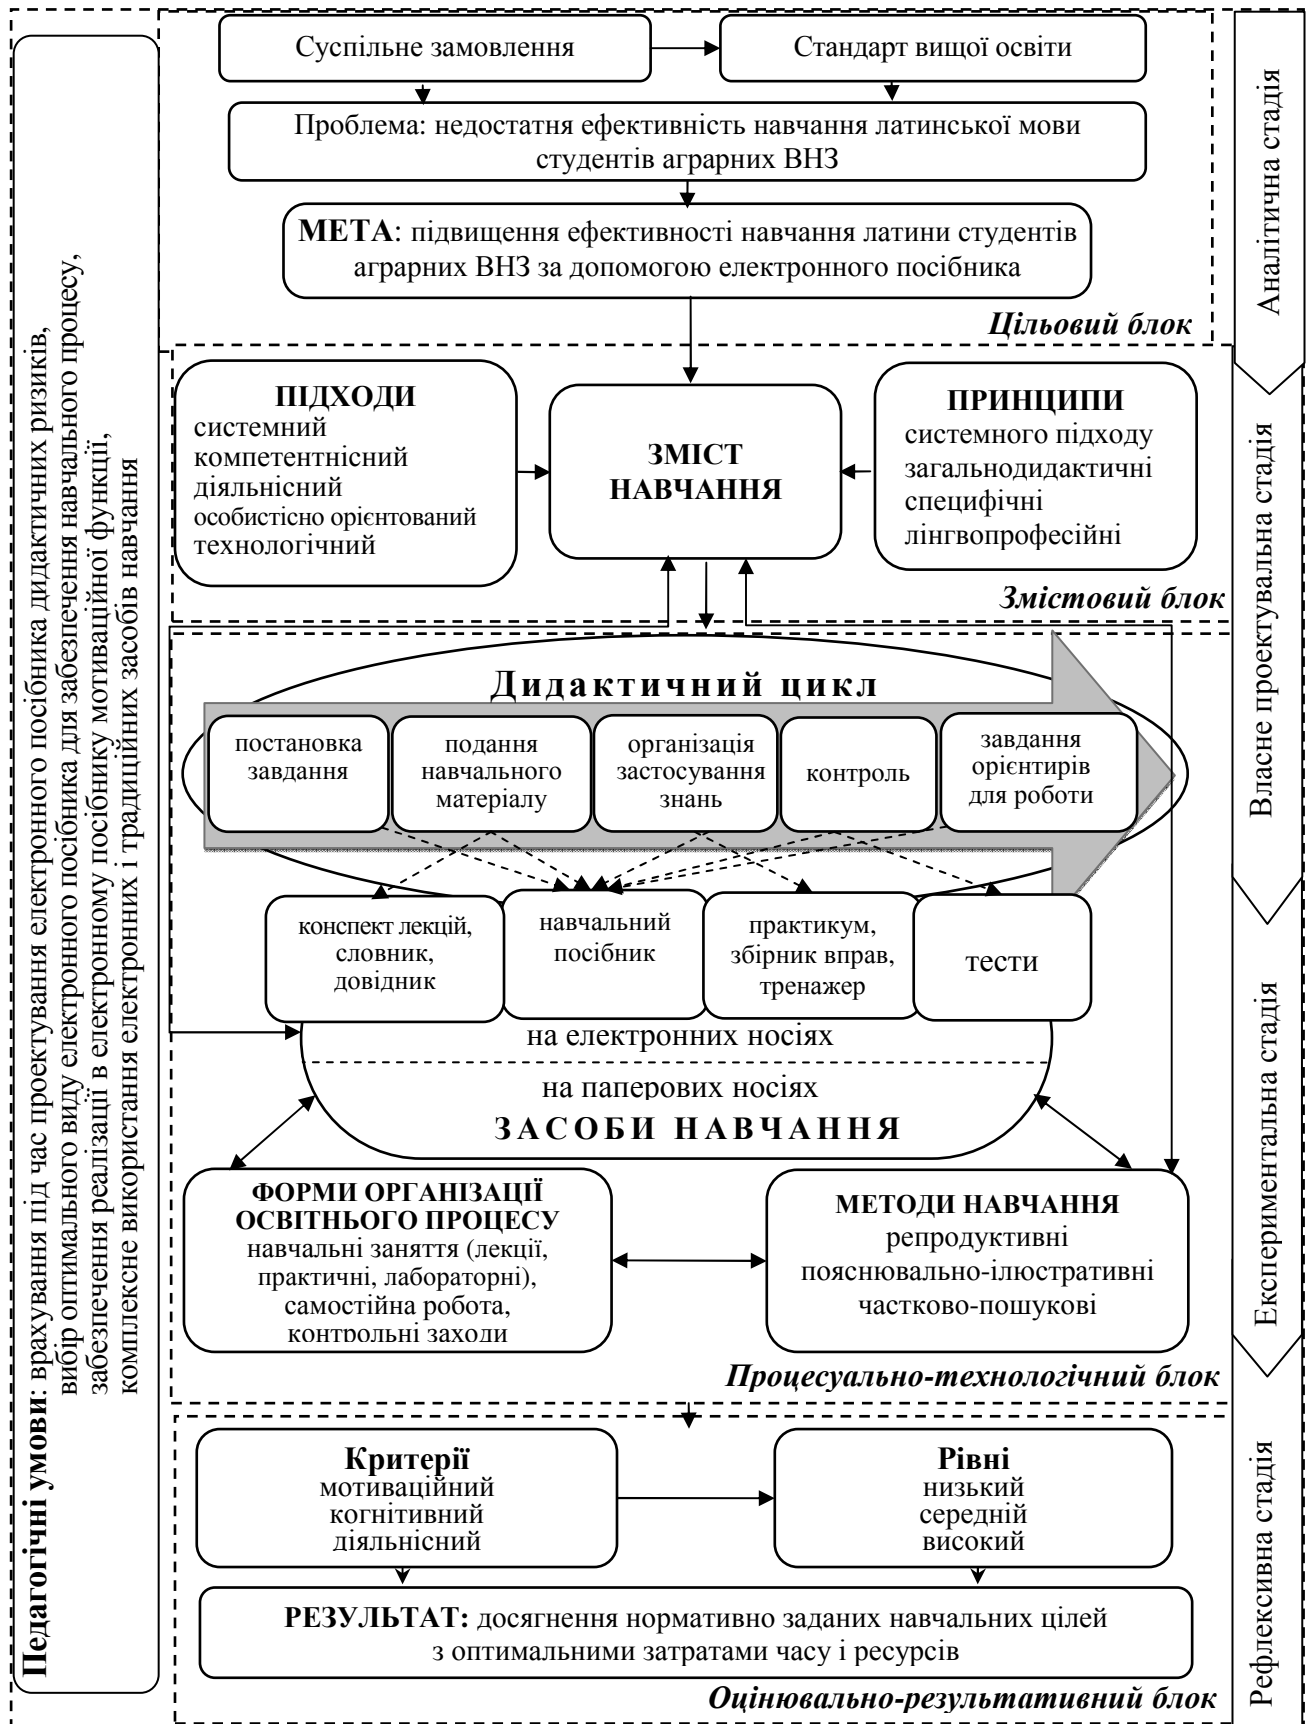 Педагогічні умови: врахування під час проектування електронного посібника дидактичних ризиків,
вибір оптимального виду електронного посібника для забезпечення навчального процесу,
забезпечення реалізації в електронному посібнику мотиваційної функції,
комплексне використання електронних і традиційних засобів навчання
Суспільне замовлення
Стандарт вищої освіти
Проблема: недостатня ефективність навчання латинської мови
студентів аграрних ВНЗ
МЕТА: підвищення ефективності навчання латини студентів
аграрних ВНЗ за допомогою електронного посібника
Цільовий блок
ПІДХОДИ
системний
компетентнісний
діяльнісний
особистісно орієнтований
технологічний
ЗМІСТ
НАВЧАННЯ
ПРИНЦИПИ
системного підходу
загальнодидактичні
специфічні
лінгвопрофесійні
Змістовий блок
Дидактичний цикл
постановка
завдання
подання
навчального
матеріалу
організація
застосування
знань
контроль
завдання
орієнтирів
для роботи
конспект лекцій,
словник,
довідник
навчальний
посібник
практикум,
збірник вправ,
тренажер
тести
на електронних носіях
на паперових носіях
ЗАСОБИ НАВЧАННЯ
ФОРМИ ОРГАНІЗАЦІЇ
ОСВІТНЬОГО ПРОЦЕСУ
навчальні заняття (лекції,
практичні, лабораторні),
самостійна робота,
контрольні заходи
МЕТОДИ НАВЧАННЯ
репродуктивні
пояснювально-ілюстративні
частково-пошукові
Процесуально-технологічний блок
Критерії
мотиваційний
когнітивний
діяльнісний
Рівні
низький
середній
високий
РЕЗУЛЬТАТ: досягнення нормативно заданих навчальних цілей
з оптимальними затратами часу і ресурсів
Оцінювально-результативний блок
Аналітична стадія
Власне проектувальна стадія
Експериментальна стадія
Рефлексивна стадія